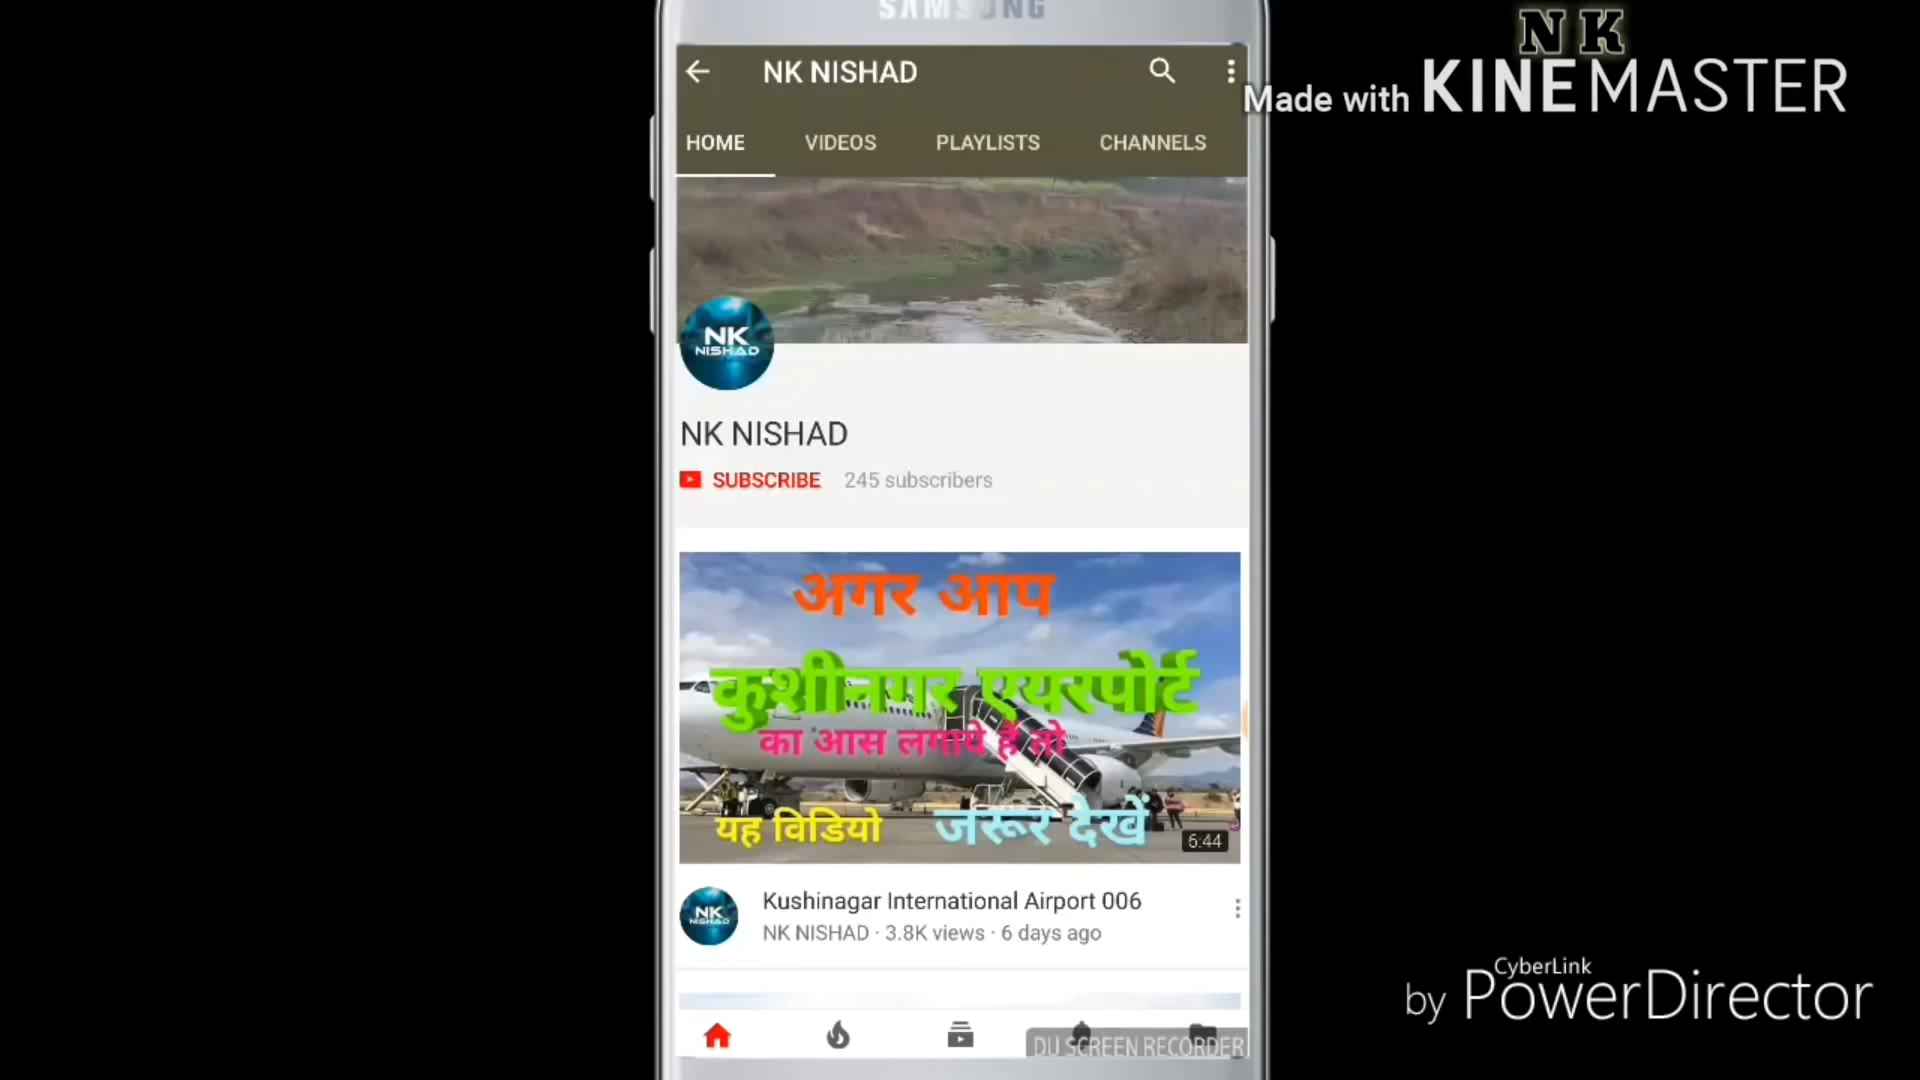 SAMSUNG
N K
Made with KINEMASTER
NK NISHAD
HOME VIDEOS PLAYLISTS CHANNELS
NK
NISHAD
NK NISHAD
SUBSCRIBE 245 subscribers
अगर आप
कुशीनगर एयरपोर्ट
का आस लगाये हैं तो
यह विडियो जरूर देखें
6:44
NK
NISHAD
Kushinagar International Airport 006
NK NISHAD · 3.8K views · 6 days ago
DU SCREEN RECORDER
CyberLink
by PowerDirector